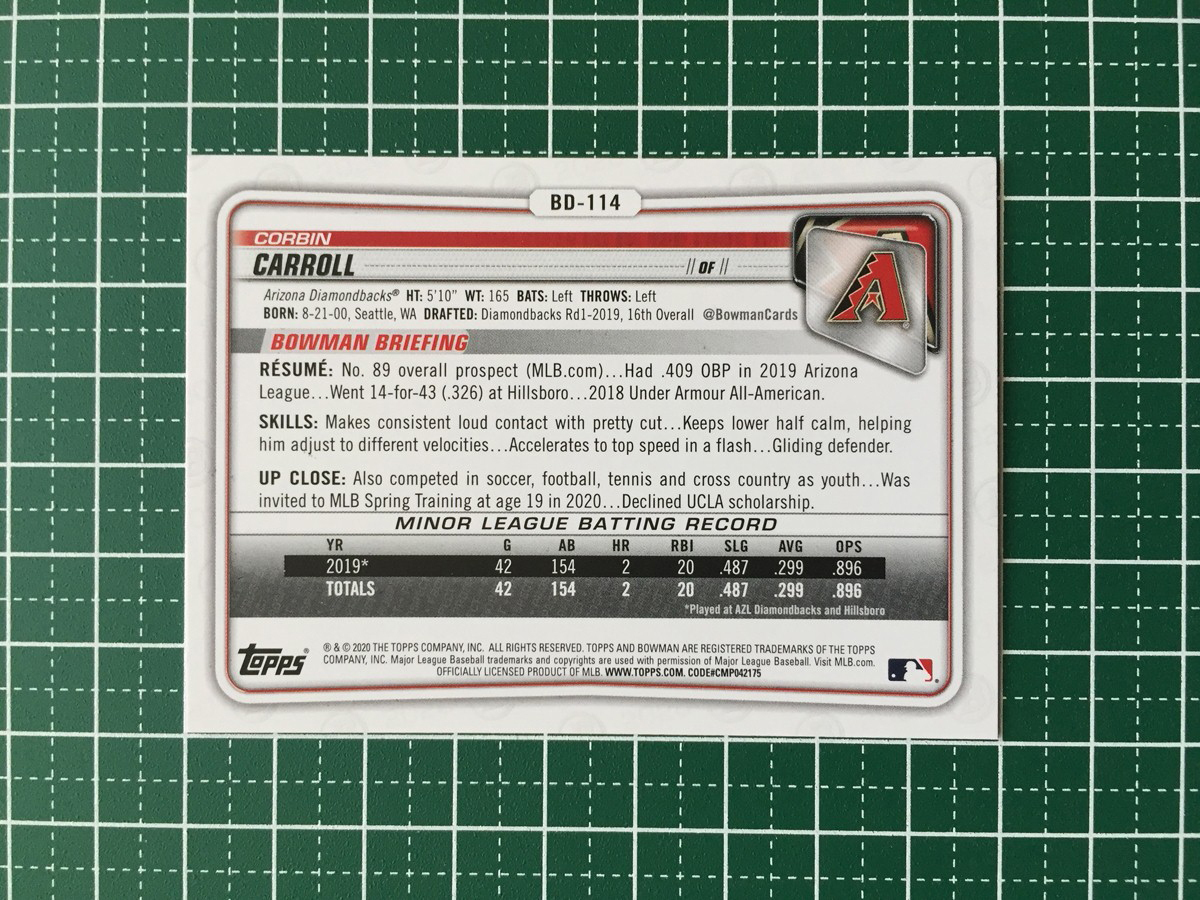 BD-114
CORBIN
CARROLL // OF //
Arizona Diamondbacks® HT: 5'10" WT: 165 BATS: Left THROWS: Left
BORN: 8-21-00, Seattle, WA DRAFTED: Diamondbacks Rd1-2019, 16th Overall @BowmanCards
BOWMAN BRIEFING
RÉSUMÉ: No. 89 overall prospect (MLB.com)...Had .409 OBP in 2019 Arizona
League...Went 14-for-43 (.326) at Hillsboro...2018 Under Armour All-American.
SKILLS: Makes consistent loud contact with pretty cut...Keeps lower half calm, helping
him adjust to different velocities...Accelerates to top speed in a flash...Gliding defender.
UP CLOSE: Also competed in soccer, football, tennis and cross country as youth...Was
invited to MLB Spring Training at age 19 in 2020...Declined UCLA scholarship.
MINOR LEAGUE BATTING RECORD
YR G AB HR RBI SLG AVG OPS
2019* 42 154 2 20 .487 .299 .896
TOTALS 42 154 2 20 .487 .299 .896
*Played at AZL Diamondbacks and Hillsboro
Topps®
® & © 2020 THE TOPPS COMPANY, INC. ALL RIGHTS RESERVED. TOPPS AND BOWMAN ARE REGISTERED TRADEMARKS OF THE TOPPS
COMPANY, INC. Major League Baseball trademarks and copyrights are used with permission of Major League Baseball. Visit MLB.com.
OFFICIALLY LICENSED PRODUCT OF MLB. WWW.TOPPS.COM. CODE#CMP042175